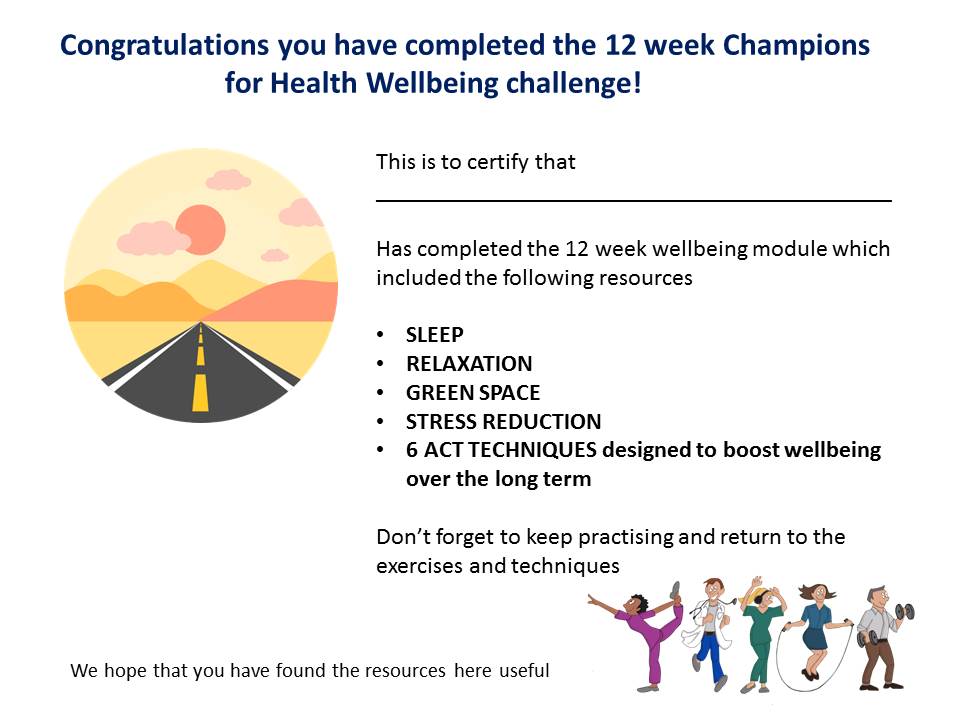 Congratulations you have completed the 12 week Champions
for Health Wellbeing challenge!
This is to certify that
Has completed the 12 week wellbeing module which
included the following resources
• SLEEP
• RELAXATION
• GREEN SPACE
• STRESS REDUCTION
• 6 ACT TECHNIQUES designed to boost wellbeing
over the long term
Don’t forget to keep practising and return to the
exercises and techniques
We hope that you have found the resources here useful